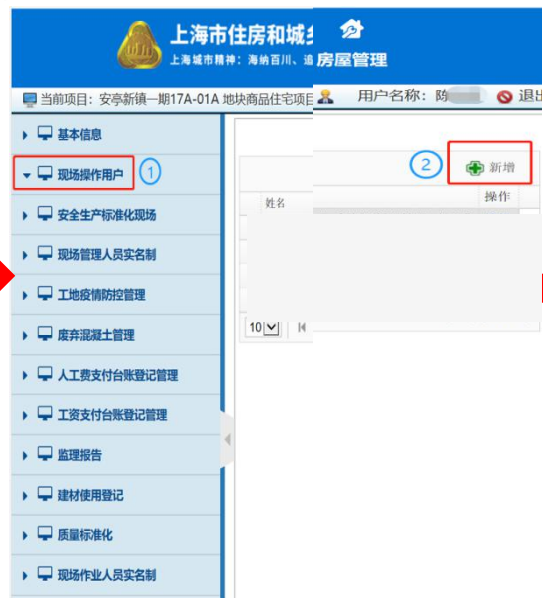 上海市住房和城乡
房屋管理
上海城市精神：海纳百川、追
当前项目：安亭新镇一期17A-01A 地块商品住宅项目
用户名称：陈
退出
基本信息
现场操作用户
1
2
新增
安全生产标准化现场
姓名
操作
现场管理人员实名制
工地疫情防控管理
10
废弃混凝土管理
人工费支付台账登记管理
工资支付台账登记管理
监理报告
建材使用登记
质量标准化
现场作业人员实名制